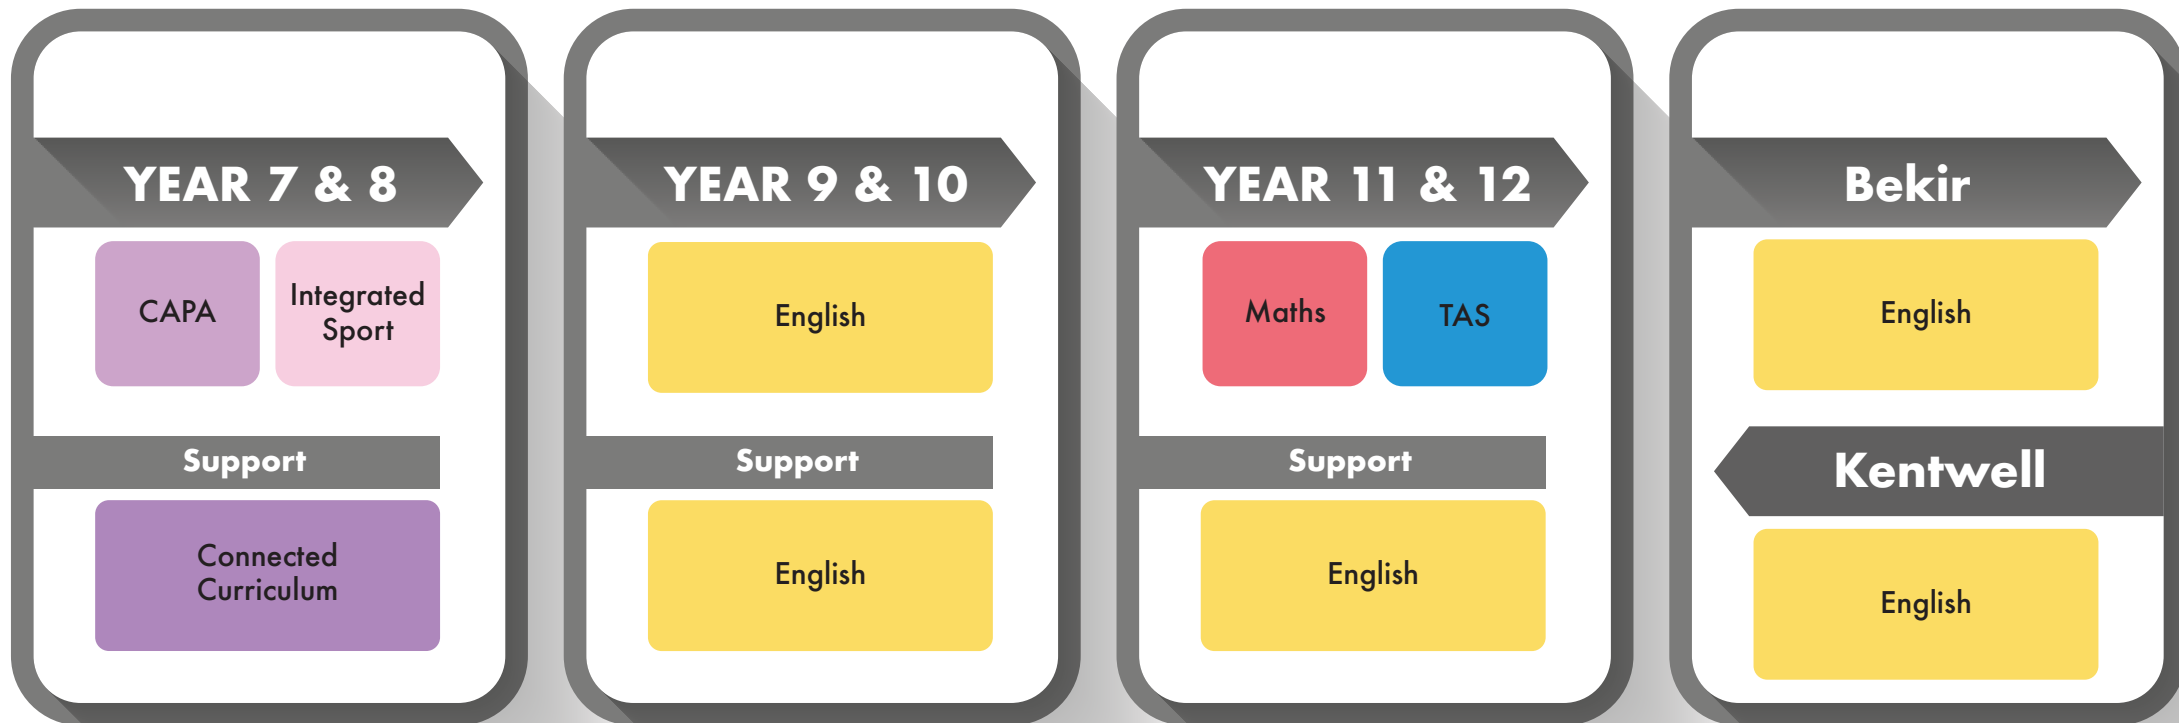 YEAR 7 & 8
CAPA
Integrated
Sport
Support
Connected
Curriculum
YEAR 9 & 10
English
Support
English
YEAR 11 & 12
Maths
TAS
Support
English
Bekir
English
Kentwell
English